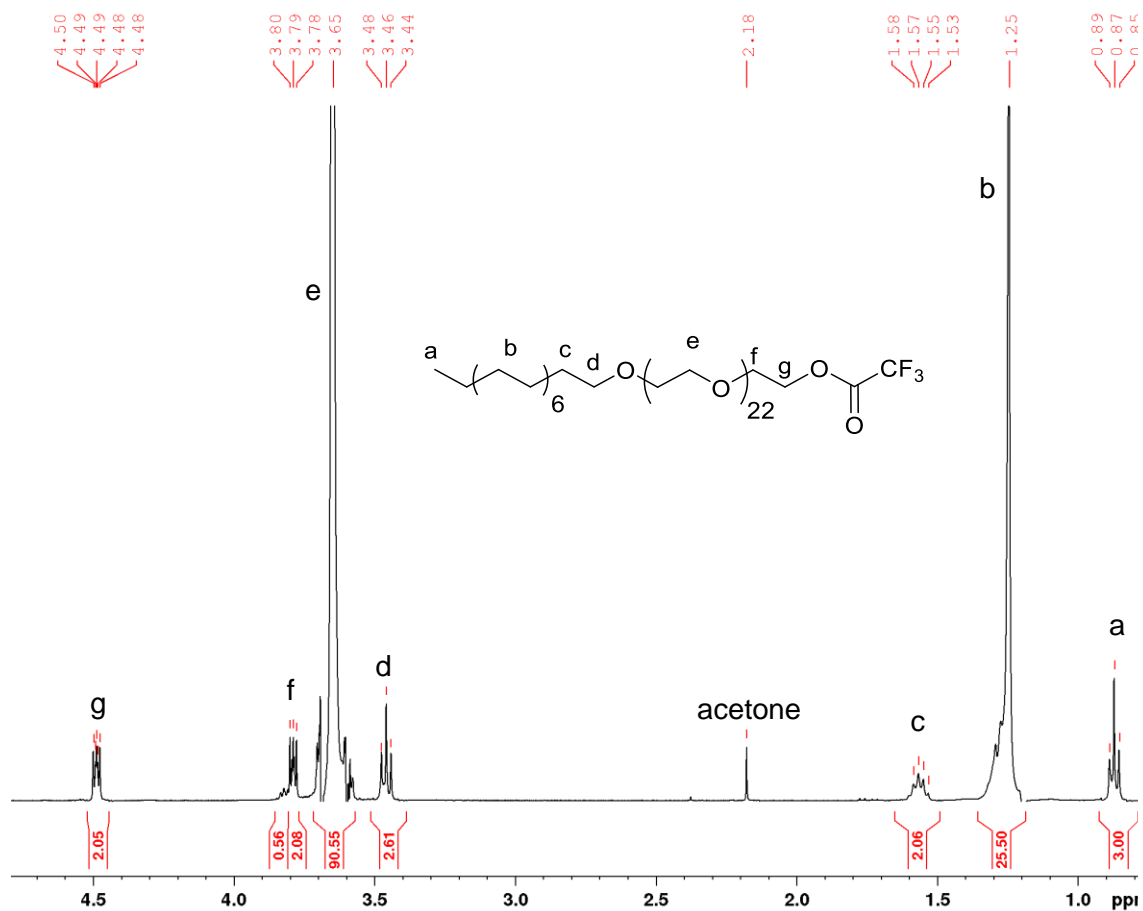 4.50 4.49 4.49 4.48 4.48 3.80 3.79 3.78 3.65 3.48 3.46 3.44 2.18 1.58 1.57 1.55 1.53 1.25 0.89 0.87 0.85
b
e
a b c d O e O f g O CF3
6 22 O
a
d
g f acetone c
2.05 0.56 2.08 90.55 2.61 2.06 25.50 3.00
4.5 4.0 3.5 3.0 2.5 2.0 1.5 1.0 ppm